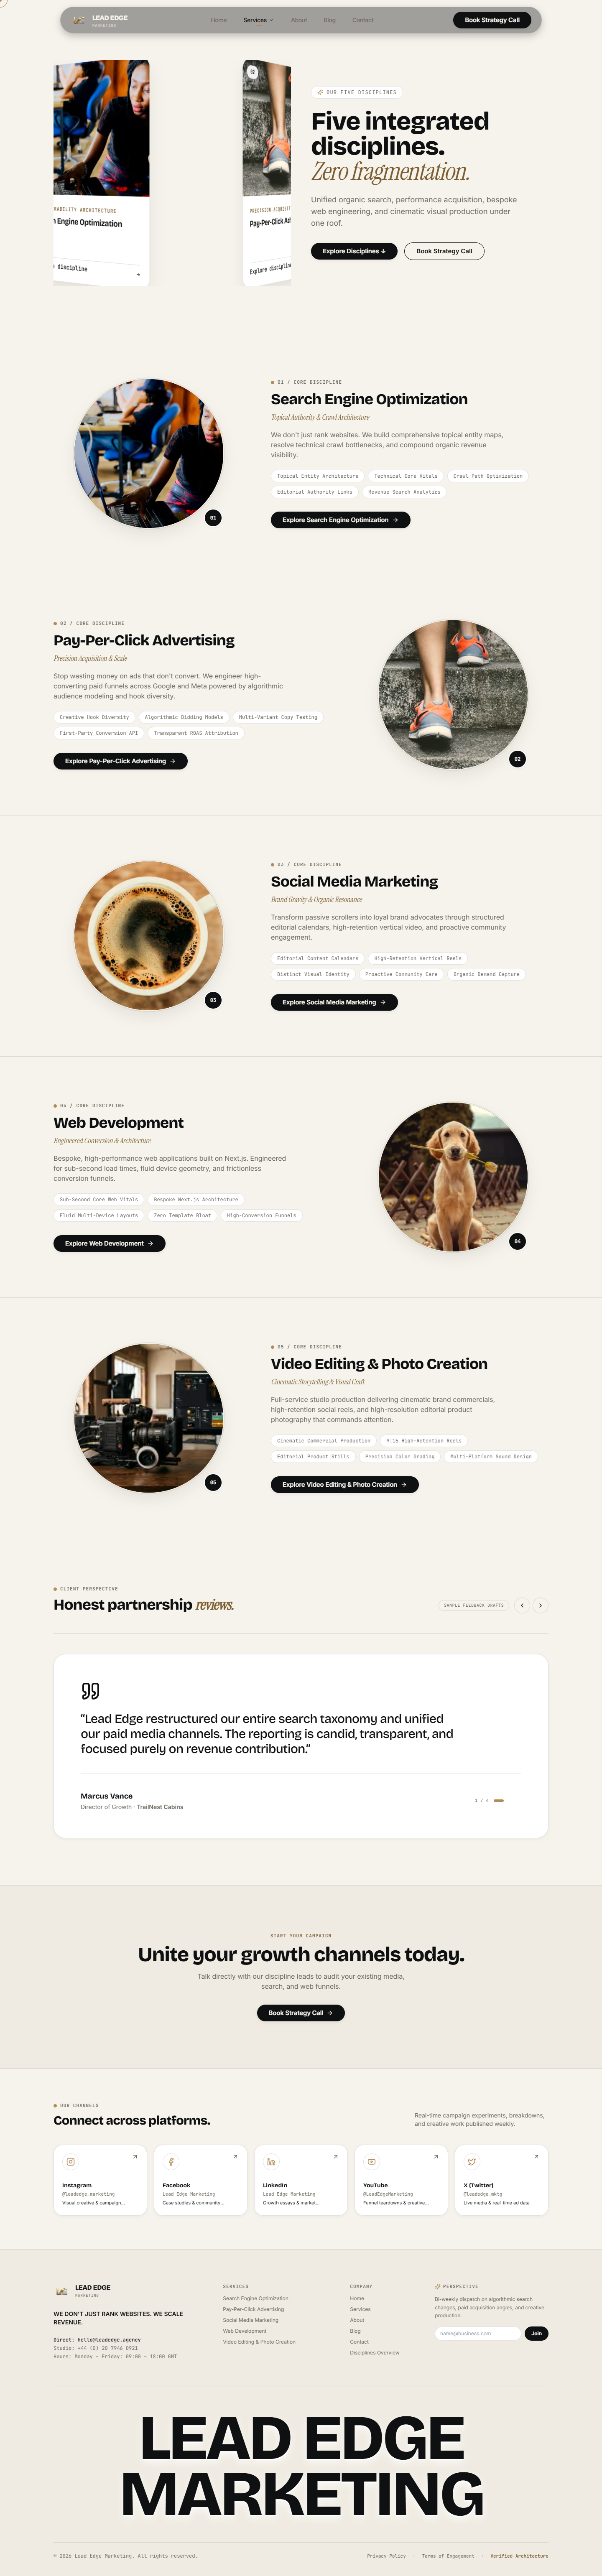 LEAD EDGE
MARKETING
Home
Services
About
Blog
Contact
Book Strategy Call
ABILITY ARCHITECTURE
Engine Optimization
discipline
PRECISION ACQUISIT
Pay-Per-Click Ad
Explore disciplin
OUR FIVE DISCIPLINES
Five integrated
disciplines.
Zero fragmentation.
Unified organic search, performance acquisition, bespoke
web engineering, and cinematic visual production under
one roof.
Explore Disciplines ↓
Book Strategy Call
01 / CORE DISCIPLINE
Search Engine Optimization
Topical Authority & Crawl Architecture
We don't just rank websites. We build comprehensive topical entity maps,
resolve technical crawl bottlenecks, and compound organic revenue
visibility.
Topical Entity Architecture
Technical Core Vitals
Crawl Path Optimization
Editorial Authority Links
Revenue Search Analytics
Explore Search Engine Optimization →
01
02 / CORE DISCIPLINE
Pay-Per-Click Advertising
Precision Acquisition & Scale
Stop wasting money on ads that don't convert. We engineer high-
converting paid funnels across Google and Meta powered by algorithmic
audience modeling and hook diversity.
Creative Hook Diversity
Algorithmic Bidding Models
Multi-Variant Copy Testing
First-Party Conversion API
Transparent ROAS Attribution
Explore Pay-Per-Click Advertising →
02
03 / CORE DISCIPLINE
Social Media Marketing
Brand Gravity & Organic Resonance
Transform passive scrollers into loyal brand advocates through structured
editorial calendars, high-retention vertical video, and proactive community
engagement.
Editorial Content Calendars
High-Retention Vertical Reels
Distinct Visual Identity
Proactive Community Care
Organic Demand Capture
Explore Social Media Marketing →
03
04 / CORE DISCIPLINE
Web Development
Engineered Conversion & Architecture
Bespoke, high-performance web applications built on Next.js. Engineered
for sub-second load times, fluid device geometry, and frictionless
conversion funnels.
Sub-Second Core Web Vitals
Bespoke Next.js Architecture
Fluid Multi-Device Layouts
Zero Template Bloat
High-Conversion Funnels
Explore Web Development →
04
05 / CORE DISCIPLINE
Video Editing & Photo Creation
Cinematic Storytelling & Visual Craft
Full-service studio production delivering cinematic brand commercials,
high-retention social reels, and high-resolution editorial product
photography that commands attention.
Cinematic Commercial Production
9:16 High-Retention Reels
Editorial Product Stills
Precision Color Grading
Multi-Platform Sound Design
Explore Video Editing & Photo Creation →
05
CLIENT PERSPECTIVE
Honest partnership reviews.
SAMPLE FEEDBACK DRAFTS
"Lead Edge restructured our entire search taxonomy and unified
our paid media channels. The reporting is candid, transparent, and
focused purely on revenue contribution."
Marcus Vance
Director of Growth · TrailNest Cabins
1 / 4
START YOUR CAMPAIGN
Unite your growth channels today.
Talk directly with our discipline leads to audit your existing media,
search, and web funnels.
Book Strategy Call →
OUR CHANNELS
Connect across platforms.
Real-time campaign experiments, breakdowns,
and creative work published weekly.
Instagram
@leadedge_marketing
Visual creative & campaign...
Facebook
Lead Edge Marketing
Case studies & community...
LinkedIn
Lead Edge Marketing
Growth essays & market...
YouTube
@LeadEdgeMarketing
Funnel teardowns & creative...
X (Twitter)
@leadedge_mktg
Live media & real-time ad data
LEAD EDGE
MARKETING
WE DON'T JUST RANK WEBSITES. WE SCALE
REVENUE.
Direct: hello@leadedge.agency
Studio: +44 (0) 20 7946 0921
Hours: Monday – Friday: 09:00 – 18:00 GMT
SERVICES
Search Engine Optimization
Pay-Per-Click Advertising
Social Media Marketing
Web Development
Video Editing & Photo Creation
COMPANY
Home
Services
About
Blog
Contact
Disciplines Overview
PERSPECTIVE
Bi-weekly dispatch on algorithmic search
changes, paid acquisition angles, and creative
production.
name@business.com
Join
LEAD EDGE
MARKETING
© 2026 Lead Edge Marketing. All rights reserved.
Privacy Policy · Terms of Engagement · Verified Architecture